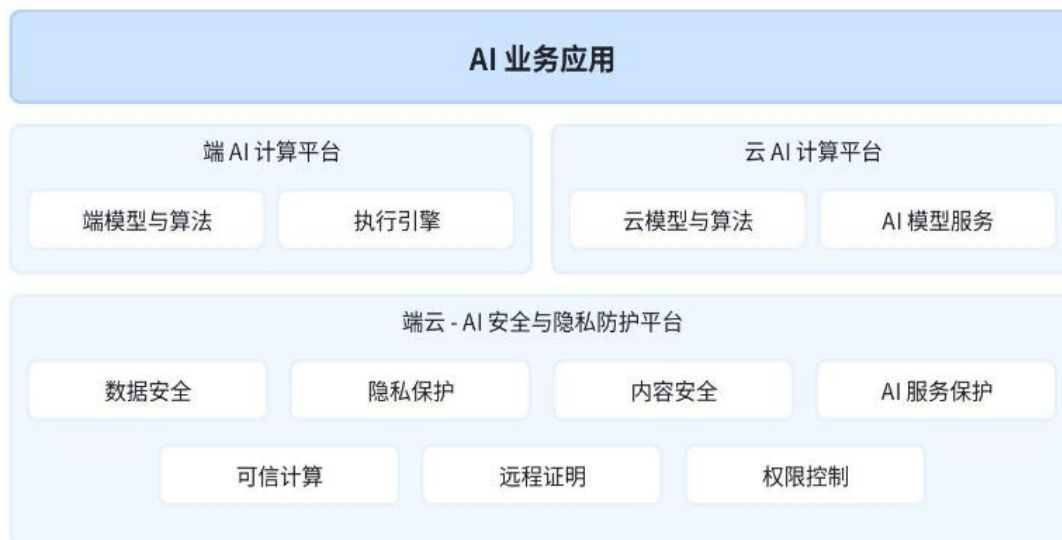 AI 业务应用
端 AI 计算平台
云 AI 计算平台
端模型与算法
执行引擎
云模型与算法
AI 模型服务
端云 - AI 安全与隐私防护平台
数据安全
隐私保护
内容安全
AI 服务保护
可信计算
远程证明
权限控制